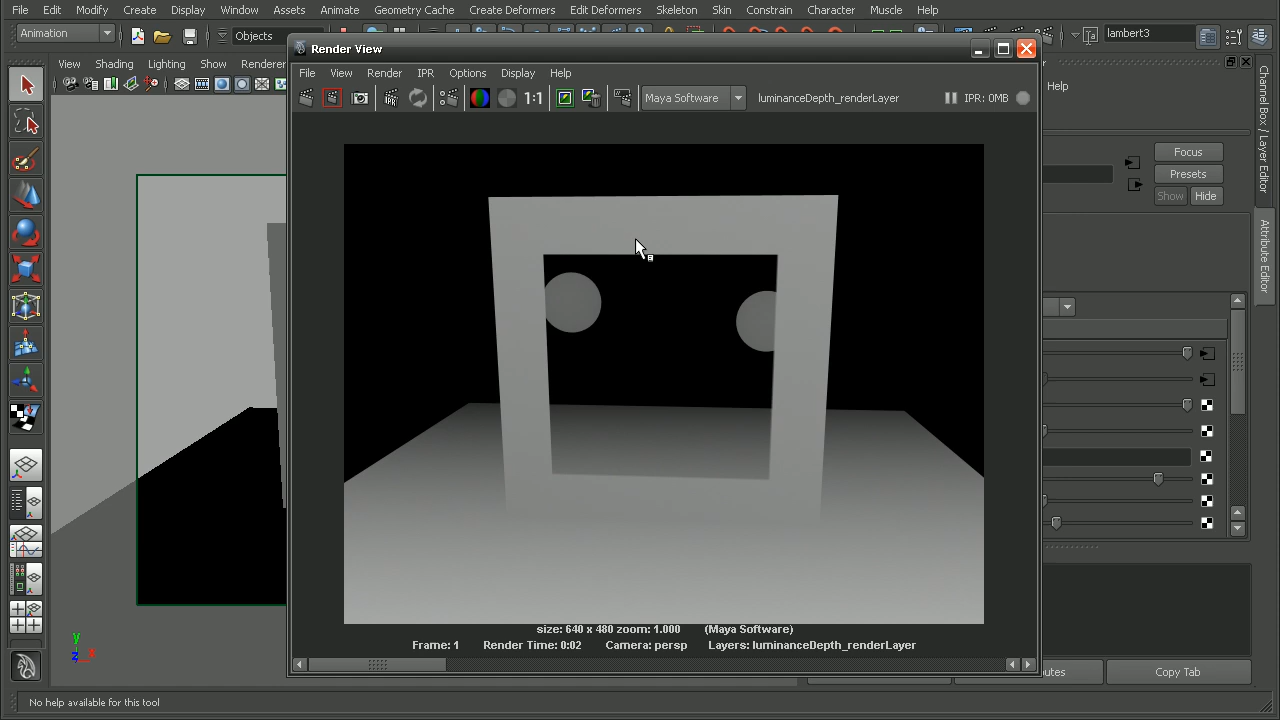 File Edit Modify Create Display Window Assets Animate Geometry Cache Create Deformers Edit Deformers Skeleton Skin Constrain Character Muscle Help
Animation
Objects
lambert3
View Shading Lighting Show Renderer
Render View
File View Render IPR Options Display Help
1:1
Maya Software
luminanceDepth_renderLayer
IPR: 0MB
Help
Focus
Presets
Show Hide
Channel Box / Layer Editor
Attribute Editor
size: 640 x 480 zoom: 1.000 (Maya Software)
Frame: 1 Render Time: 0:02 Camera: persp Layers: luminanceDepth_renderLayer
Copy Tab
y
z x
No help available for this tool